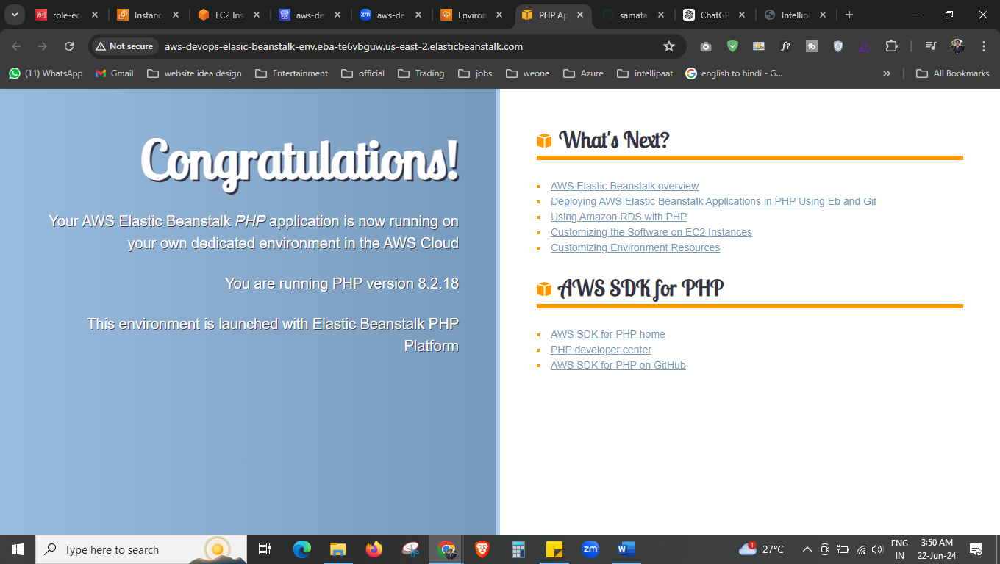 role-ec2
Instanc
EC2 Ins
aws-de
aws-de
Environ
PHP Ap
samata
ChatGP
Intellipa
Not secure
aws-devops-elasic-beanstalk-env.eba-te6vbguw.us-east-2.elasticbeanstalk.com
(11) WhatsApp
Gmail
website idea design
Entertainment
official
Trading
jobs
weone
Azure
intellipaat
english to hindi - G...
All Bookmarks
Congratulations!
Your AWS Elastic Beanstalk PHP application is now running on
your own dedicated environment in the AWS Cloud
You are running PHP version 8.2.18
This environment is launched with Elastic Beanstalk PHP
Platform
What's Next?
AWS Elastic Beanstalk overview
Deploying AWS Elastic Beanstalk Applications in PHP Using Eb and Git
Using Amazon RDS with PHP
Customizing the Software on EC2 Instances
Customizing Environment Resources
AWS SDK for PHP
AWS SDK for PHP home
PHP developer center
AWS SDK for PHP on GitHub
Type here to search
1
27°C
ENG
IN
3:50 AM
22-Jun-24